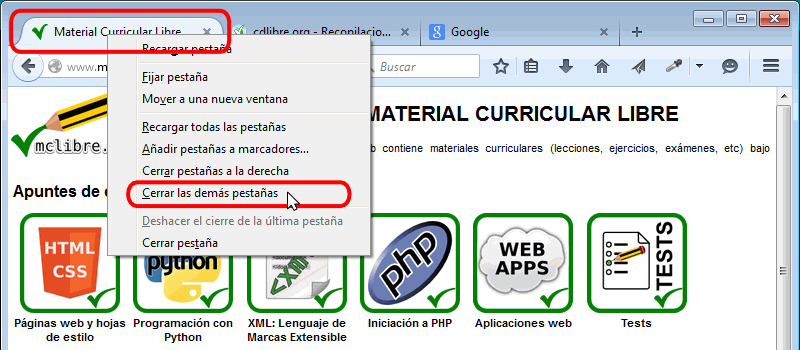 Material Curricular Libre
cdlibre.org - Recopilacio...
Google
Recargar pestaña
www.m
Buscar
Fijar pestaña
Mover a una nueva ventana
Recargar todas las pestañas
Añadir pestañas a marcadores...
Cerrar pestañas a la derecha
Cerrar las demás pestañas
Deshacer el cierre de la última pestaña
Cerrar pestaña
mclibre.
MATERIAL CURRICULAR LIBRE
b contiene materiales curriculares (lecciones, ejercicios, exámenes, etc) bajo
Apuntes de
HTML
CSS
python
XML
php
WEB
APPS
TESTS
Páginas web y hojas
de estilo
Programación con
Python
XML: Lenguaje de
Marcas Extensible
Iniciación a PHP
Aplicaciones web
Tests